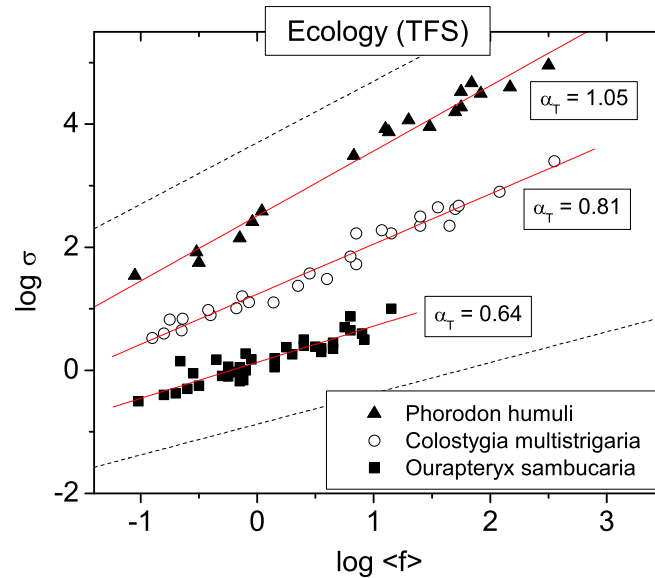 Ecology (TFS)
4
2
0
-2
log σ
α_T = 1.05
α_T = 0.81
α_T = 0.64
Phorodon humuli
Colostygia multistrigaria
Ourapteryx sambucaria
-1 0 1 2 3
log <f>